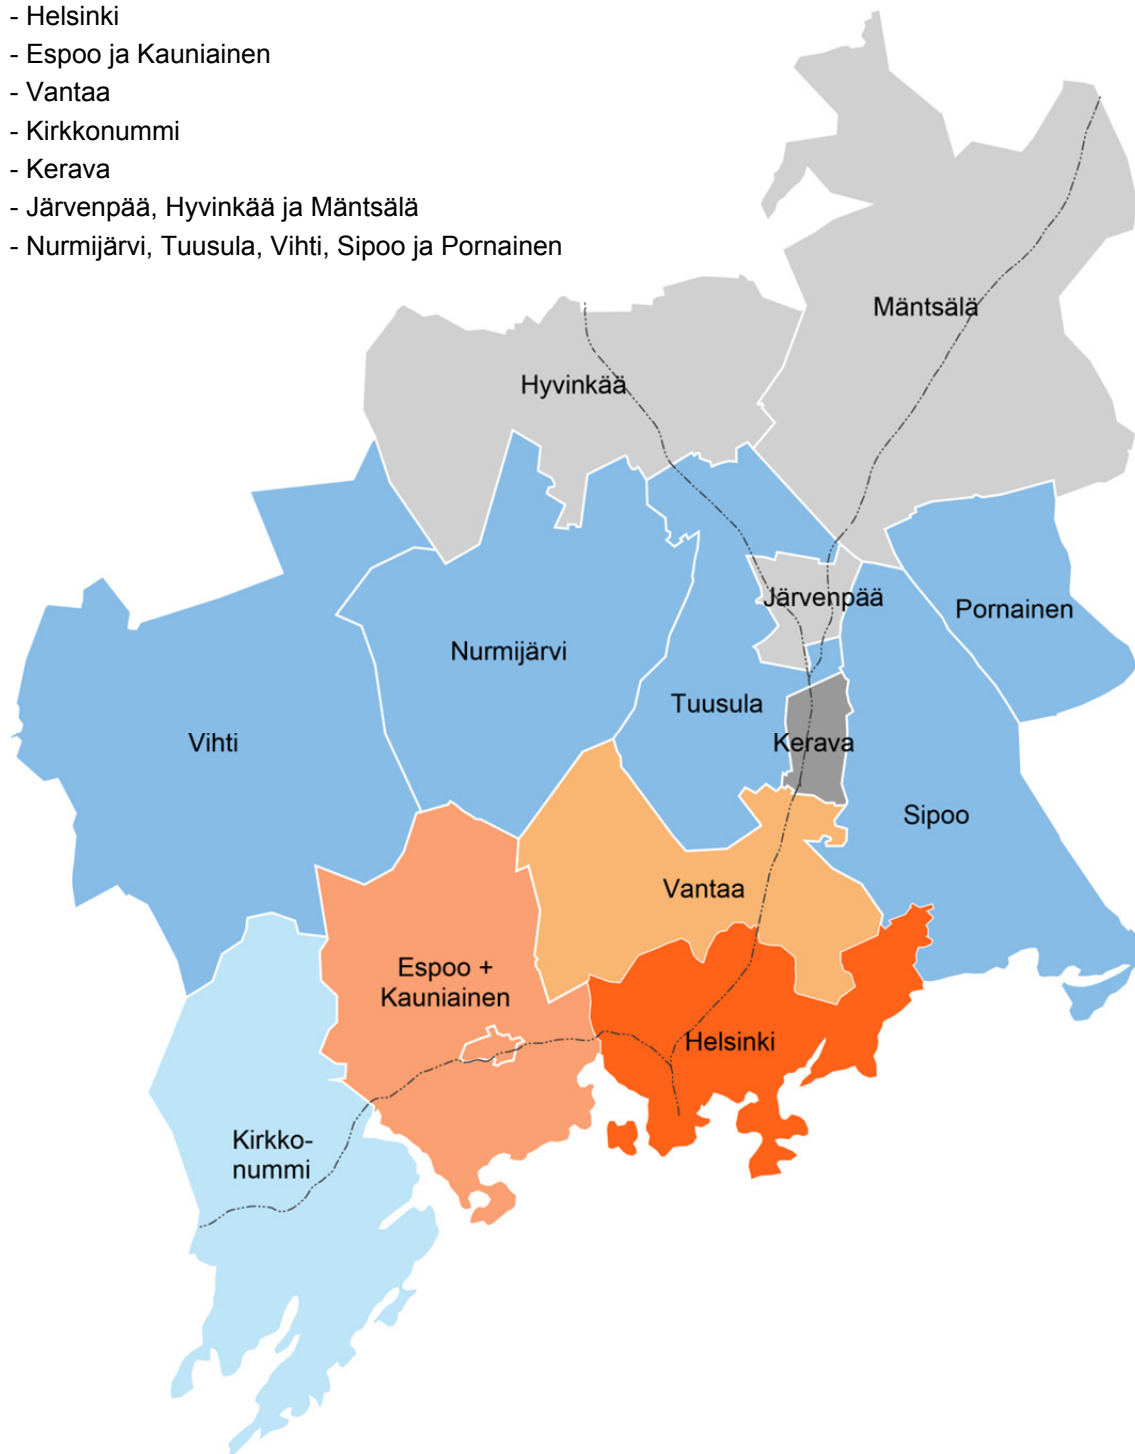 - Helsinki
- Espoo ja Kauniainen
- Vantaa
- Kirkkonummi
- Kerava
- Järvenpää, Hyvinkää ja Mäntsälä
- Nurmijärvi, Tuusula, Vihti, Sipoo ja Pornainen
Mäntsälä
Hyvinkää
Järvenpää
Pornainen
Nurmijärvi
Tuusula
Vihti
Kerava
Sipoo
Vantaa
Espoo +
Kauniainen
Helsinki
Kirkko-
nummi